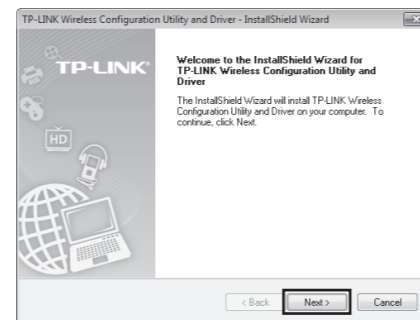 TP-LINK Wireless Configuration Utility and Driver - InstallShield Wizard
TP-LINK®
Welcome to the InstallShield Wizard for
TP-LINK Wireless Configuration Utility and
Driver
The InstallShield Wizard will install TP-LINK Wireless
Configuration Utility and Driver on your computer. To
continue, click Next.
HD
< Back Next > Cancel